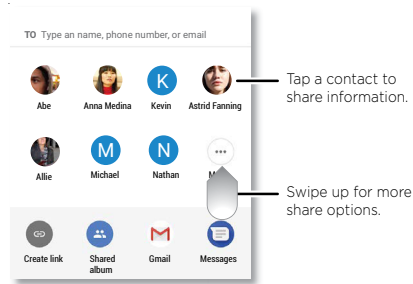 TO Type an name, phone number, or email
K
Abe Anna Medina Kevin Astrid Fanning
Tap a contact to
share information.
M N
Allie Michael Nathan
Swipe up for more
share options.
Create link Shared album Gmail Messages